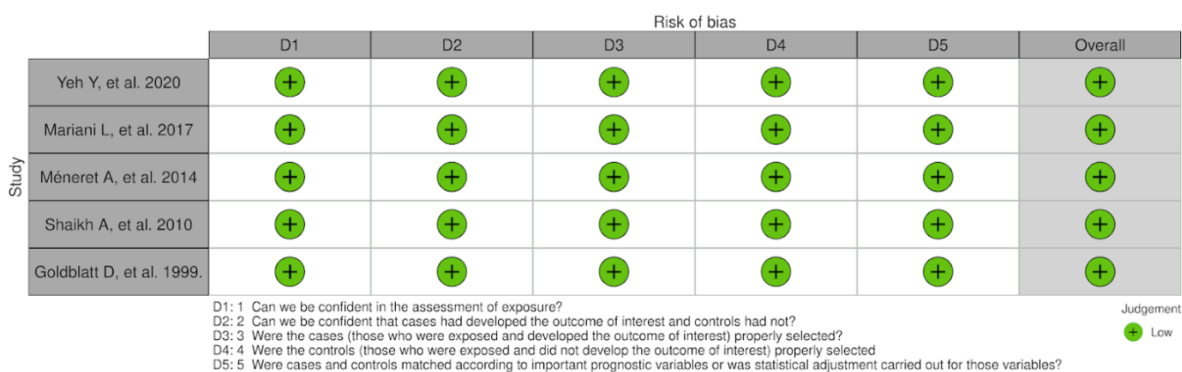 Risk of bias
D1 D2 D3 D4 D5 Overall
Study
Yeh Y, et al. 2020 + + + + + +
Mariani L, et al. 2017 + + + + + +
Méneret A, et al. 2014 + + + + + +
Shaikh A, et al. 2010 + + + + + +
Goldblatt D, et al. 1999. + + + + + +
D1: 1 Can we be confident in the assessment of exposure?
D2: 2 Can we be confident that cases had developed the outcome of interest and controls had not?
D3: 3 Were the cases (those who were exposed and developed the outcome of interest) properly selected?
D4: 4 Were the controls (those who were exposed and did not develop the outcome of interest) properly selected
D5: 5 Were cases and controls matched according to important prognostic variables or was statistical adjustment carried out for those variables?
Judgement
+ Low